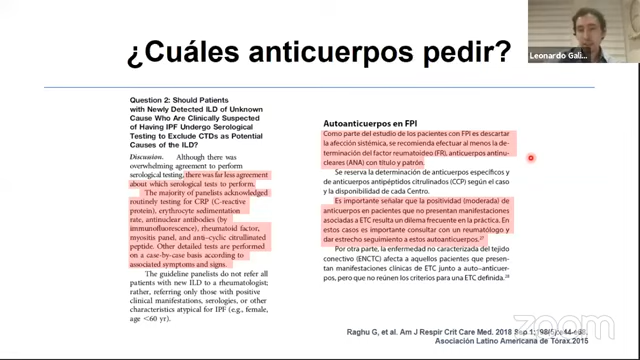 ¿Cuáles anticuerpos pedir?
Leonardo Gali...
Question 2: Should Patients
with Newly Detected ILD of Unknown
Cause Who Are Clinically Suspected
of Having IPF Undergo Serological
Testing to Exclude CTDs as Potential
Causes of the ILD?
Discussion. Although there was
overwhelming agreement to perform
serological testing, there was far less agreement
about which serological tests to perform.
The majority of panelists acknowledged
routinely testing for CRP (C-reactive
protein), erythrocyte sedimentation
rate, antinuclear antibodies (by
immunofluorescence), rheumatoid factor,
myositis panel, and anti–cyclic citrullinated
peptide. Other detailed tests are performed
on a case-by-case basis according to
associated symptoms and signs.
The guideline panelists do not refer all
patients with new ILD to a rheumatologist;
rather, referring only those with positive
clinical manifestations, serologies, or other
characteristics atypical for IPF (e.g., female,
age <60 yr).
Autoanticuerpos en FPI
Como parte del estudio de los pacientes con FPI es descartar
la afección sistémica, se recomienda efectuar al menos la de-
terminación del factor reumatoideo (FR), anticuerpos antinu-
cleares (ANA) con título y patrón.
Se reserva la determinación de anticuerpos específicos y
de anticuerpos antipéptidos citrulinados (CCP) según el caso
y la disponibilidad de cada Centro.
Es importante señalar que la positividad (moderada) de
anticuerpos en pacientes que no presentan manifestaciones
asociadas a ETC resulta un dilema frecuente en la práctica. En
estos casos es importante consultar con un reumatólogo y
dar estrecho seguimiento a estos autoanticuerpos.27
Por otra parte, la enfermedad no caracterizada del tejido
conectivo (ENCTC) afecta a aquellos pacientes que presen-
tan manifestaciones clínicas de ETC junto a auto-anticuer-
pos, pero que no reúnen los criterios para una ETC definida.28
Raghu G, et al. Am J Respir Crit Care Med. 2018 Sep 1;198(5):e44-e68.
Asociación Latino Americana de Tórax.2015
zoom